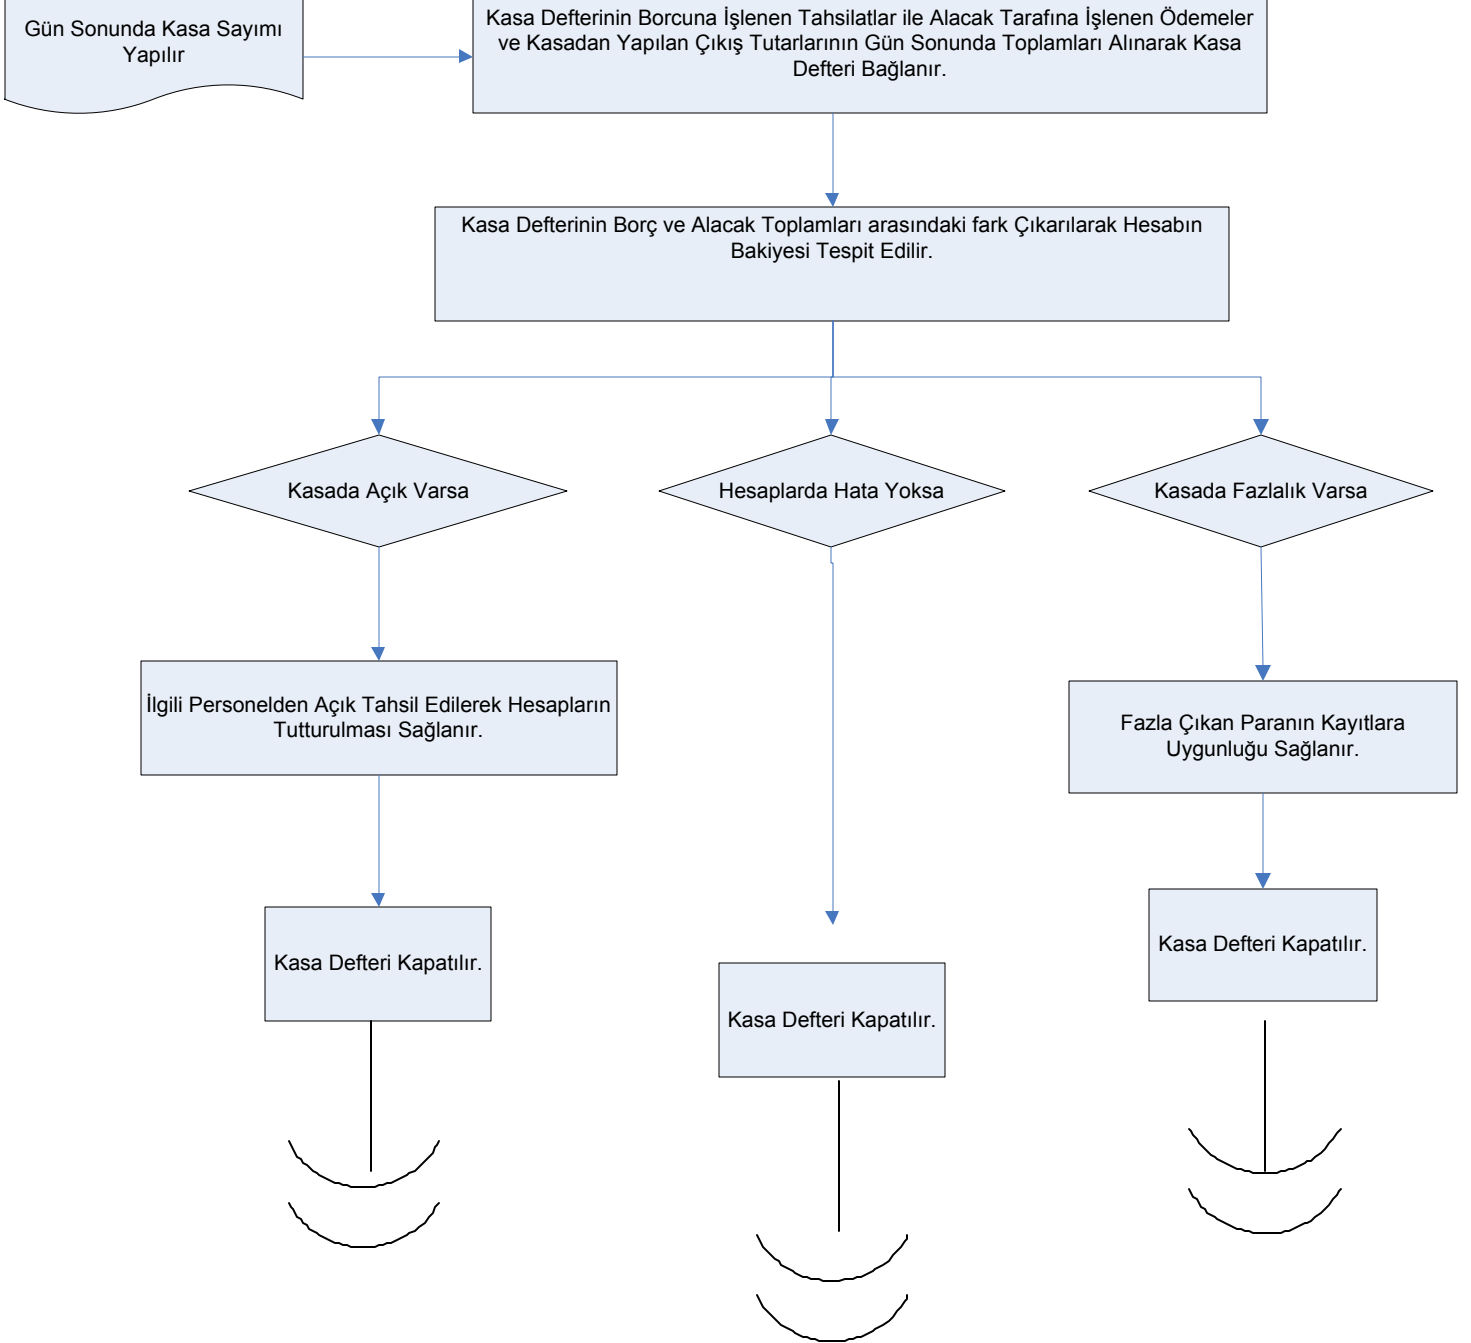 Gün Sonunda Kasa Sayımı
Yapılır
Kasa Defterinin Borcuna İşlenen Tahsilatlar ile Alacak Tarafına İşlenen Ödemeler
ve Kasadan Yapılan Çıkış Tutarlarının Gün Sonunda Toplamları Alınarak Kasa
Defteri Bağlanır.
Kasa Defterinin Borç ve Alacak Toplamları arasındaki fark Çıkarılarak Hesabın
Bakiyesi Tespit Edilir.
Kasada Açık Varsa
Hesaplarda Hata Yoksa
Kasada Fazlalık Varsa
İlgili Personelden Açık Tahsil Edilerek Hesapların
Tutturulması Sağlanır.
Fazla Çıkan Paranın Kayıtlara
Uygunluğu Sağlanır.
Kasa Defteri Kapatılır.
Kasa Defteri Kapatılır.
Kasa Defteri Kapatılır.